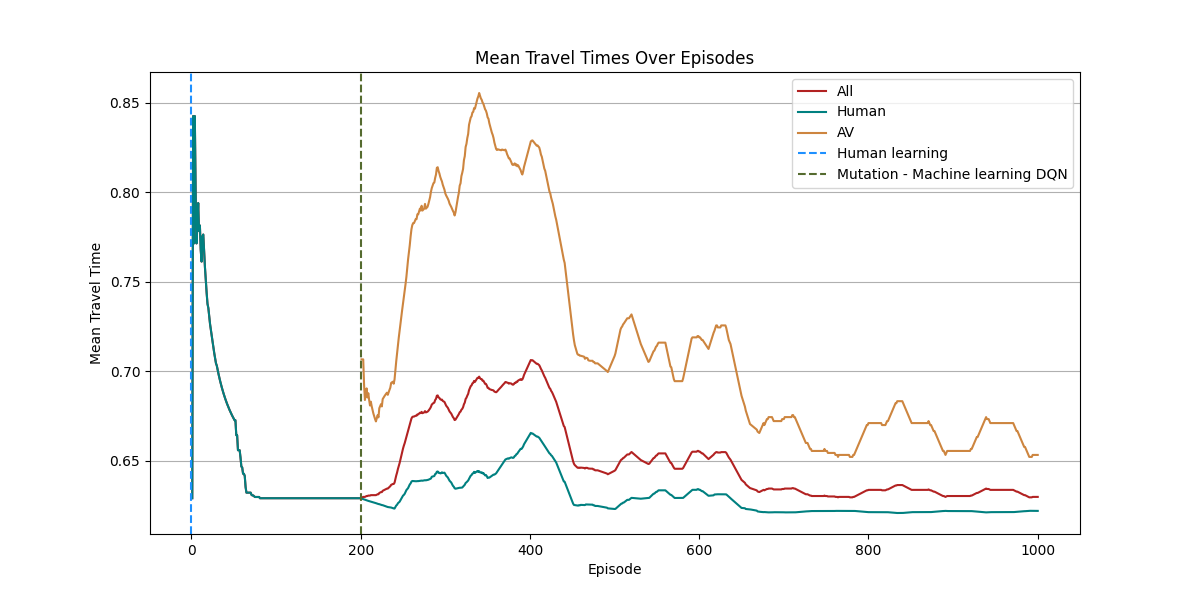 Mean Travel Times Over Episodes
All
Human
AV
Human learning
Mutation - Machine learning DQN
Mean Travel Time
0.85
0.80
0.75
0.70
0.65
0
200
400
600
800
1000
Episode